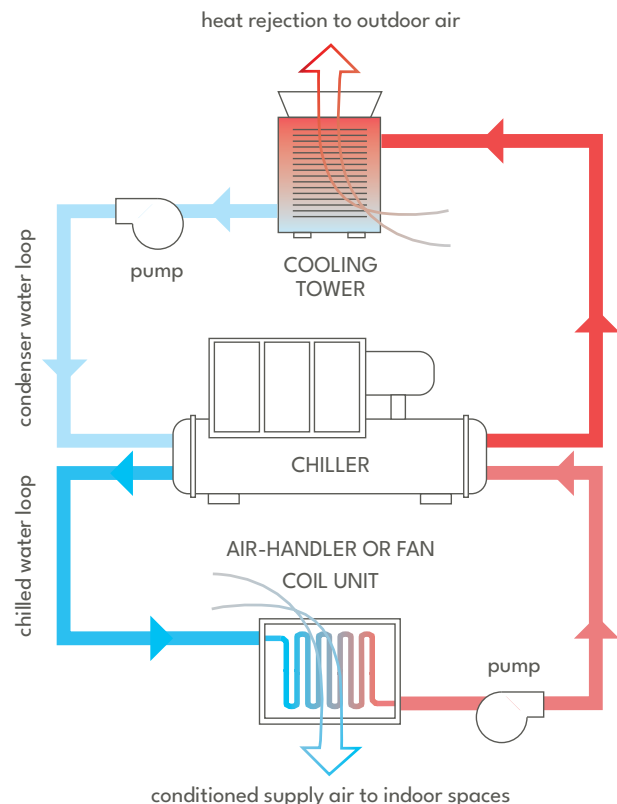 heat rejection to outdoor air
pump
COOLING
TOWER
condenser water loop
CHILLER
chilled water loop
AIR-HANDLER OR FAN
COIL UNIT
pump
conditioned supply air to indoor spaces